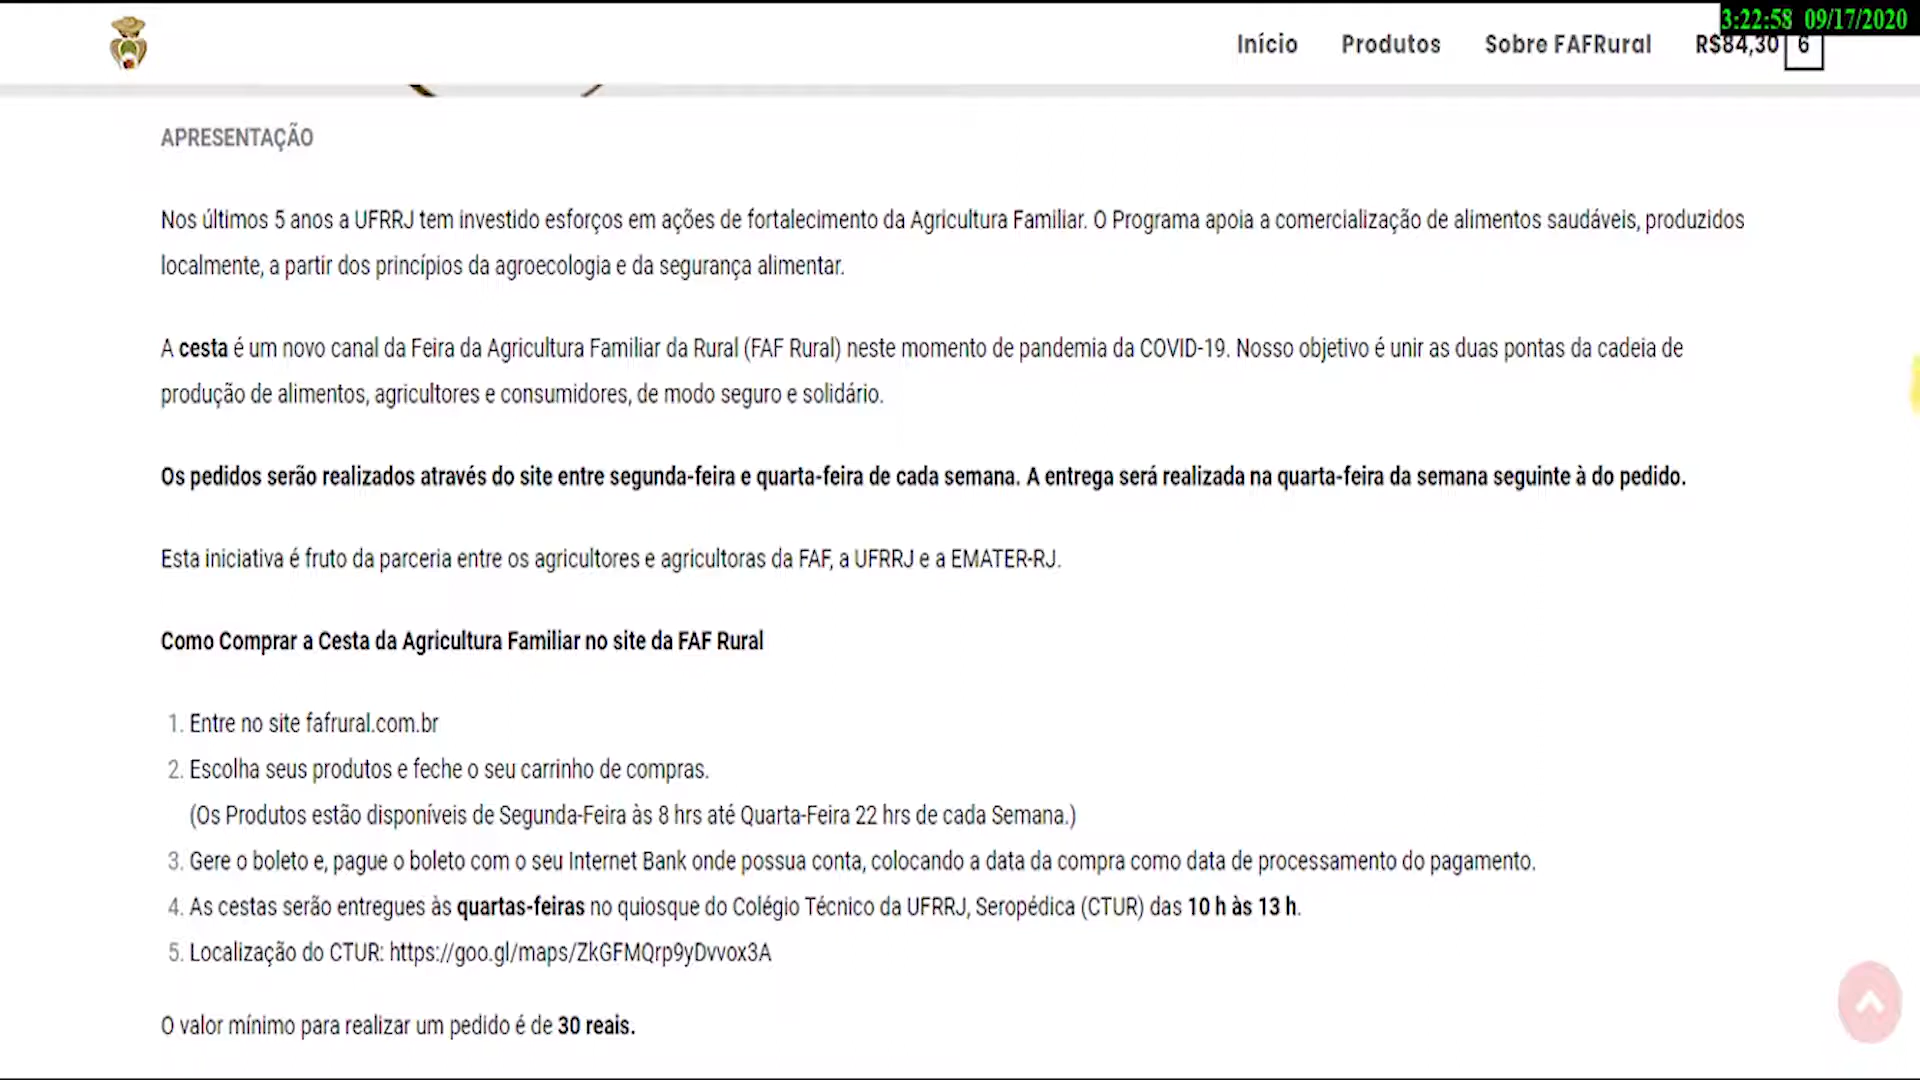 3:22:58 09/17/2020
Início Produtos Sobre FAFRural R$84,30 6
APRESENTAÇÃO
Nos últimos 5 anos a UFRRJ tem investido esforços em ações de fortalecimento da Agricultura Familiar. O Programa apoia a comercialização de alimentos saudáveis, produzidos
localmente, a partir dos princípios da agroecologia e da segurança alimentar.
A cesta é um novo canal da Feira da Agricultura Familiar da Rural (FAF Rural) neste momento de pandemia da COVID-19. Nosso objetivo é unir as duas pontas da cadeia de
produção de alimentos, agricultores e consumidores, de modo seguro e solidário.
Os pedidos serão realizados através do site entre segunda-feira e quarta-feira de cada semana. A entrega será realizada na quarta-feira da semana seguinte à do pedido.
Esta iniciativa é fruto da parceria entre os agricultores e agricultoras da FAF, a UFRRJ e a EMATER-RJ.
Como Comprar a Cesta da Agricultura Familiar no site da FAF Rural
1. Entre no site fafrural.com.br
2. Escolha seus produtos e feche o seu carrinho de compras.
(Os Produtos estão disponíveis de Segunda-Feira às 8 hrs até Quarta-Feira 22 hrs de cada Semana.)
3. Gere o boleto e, pague o boleto com o seu Internet Bank onde possua conta, colocando a data da compra como data de processamento do pagamento.
4. As cestas serão entregues às quartas-feiras no quiosque do Colégio Técnico da UFRRJ, Seropédica (CTUR) das 10 h às 13 h.
5. Localização do CTUR: https://goo.gl/maps/ZkGFMQrp9yDvvox3A
O valor mínimo para realizar um pedido é de 30 reais.